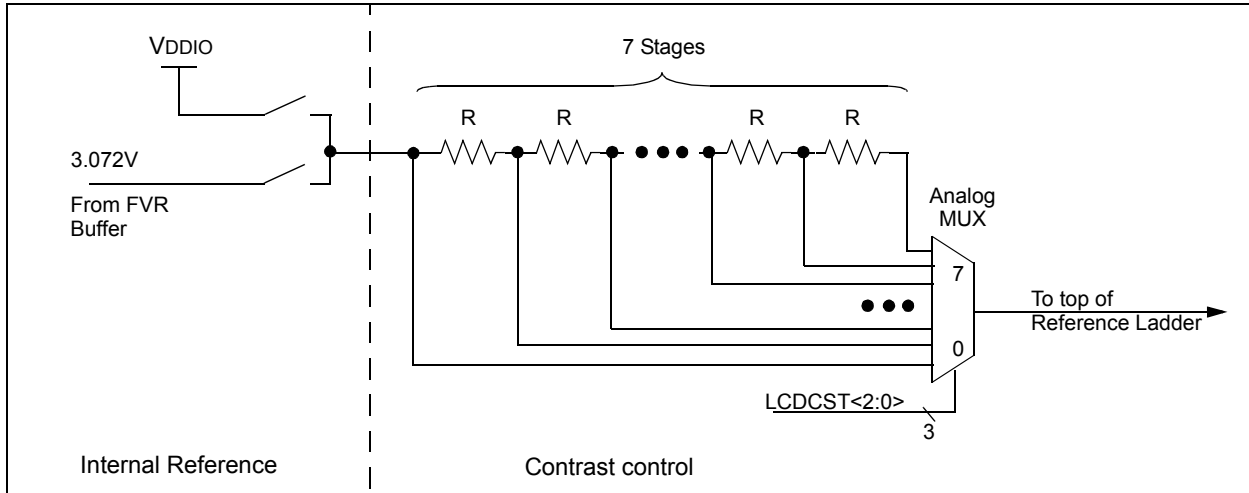 VDDIO
3.072V
From FVR
Buffer
7 Stages
R
R
R
R
Analog
MUX
7
0
To top of
Reference Ladder
LCDCST<2:0>
3
Internal Reference
Contrast control